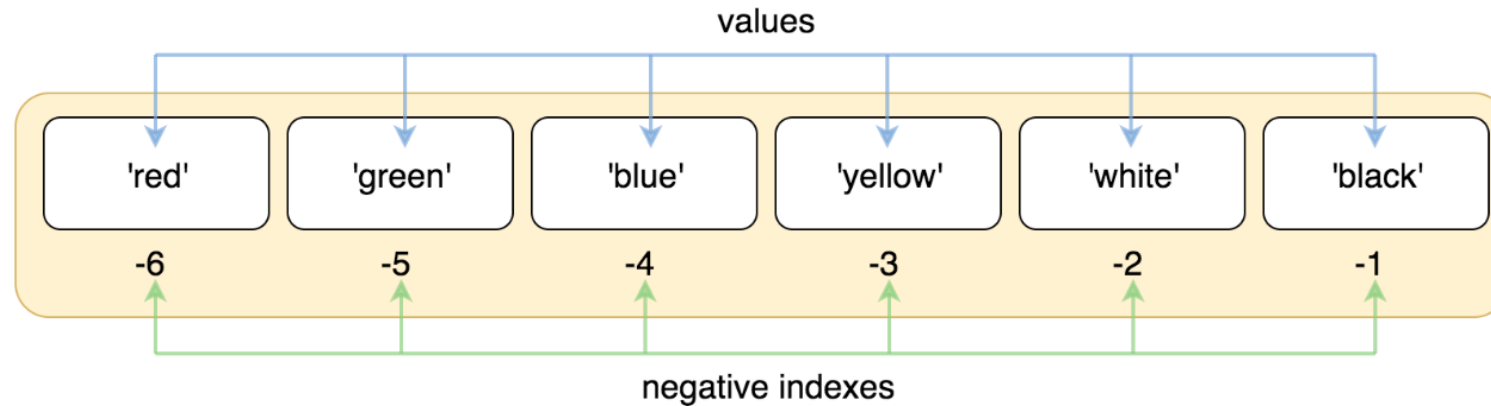 values
'red' 'green' 'blue' 'yellow' 'white' 'black'
-6 -5 -4 -3 -2 -1
negative indexes